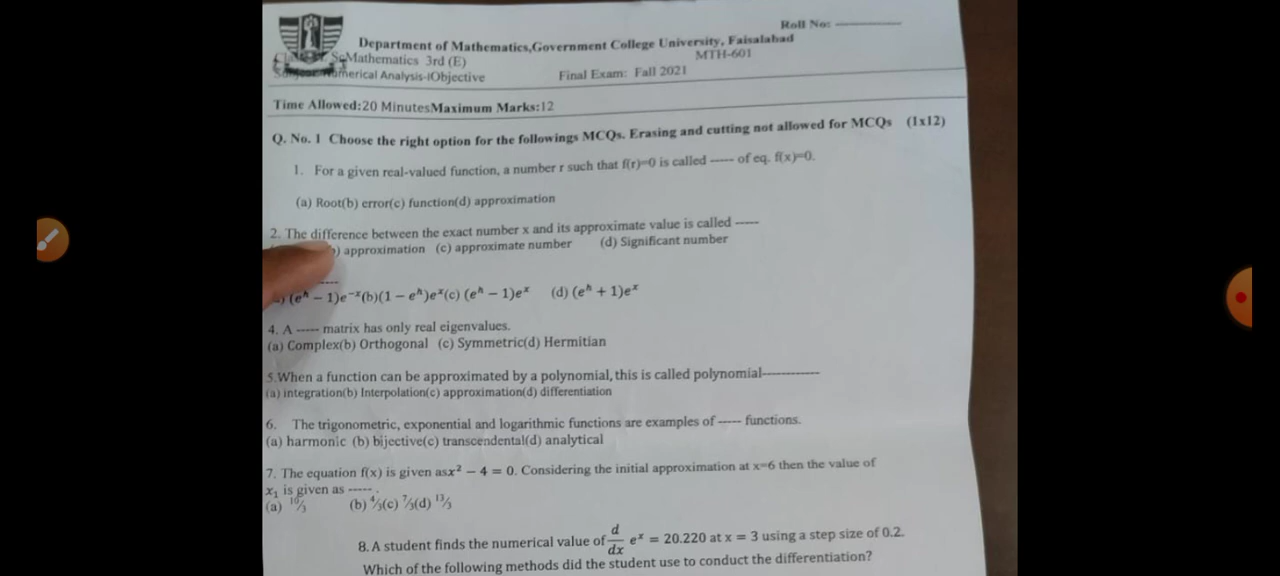 Roll No: ————
Department of Mathematics,Government College University, Faisalabad
Mathematics 3rd (E) MTH-601
Numerical Analysis-IObjective Final Exam: Fall 2021
Time Allowed:20 MinutesMaximum Marks:12
Q. No. 1 Choose the right option for the followings MCQs. Erasing and cutting not allowed for MCQs (1x12)
1. For a given real-valued function, a number r such that f(r)=0 is called ----- of eq. f(x)=0.
(a) Root(b) error(c) function(d) approximation
2. The difference between the exact number x and its approximate value is called -----
) approximation (c) approximate number (d) Significant number
-----
) (eʰ − 1)e⁻ˣ(b)(1 − eʰ)eˣ(c) (eʰ − 1)eˣ (d) (eʰ + 1)eˣ
4. A ----- matrix has only real eigenvalues.
(a) Complex(b) Orthogonal (c) Symmetric(d) Hermitian
5.When a function can be approximated by a polynomial, this is called polynomial------------
(a) integration(b) Interpolation(c) approximation(d) differentiation
6. The trigonometric, exponential and logarithmic functions are examples of ----- functions.
(a) harmonic (b) bijective(c) transcendental(d) analytical
7. The equation f(x) is given asx² − 4 = 0. Considering the initial approximation at x=6 then the value of
x₁ is given as ----- .
(a) 10/3 (b) 4/3(c) 7/3(d) 13/3
8. A student finds the numerical value of d/dx eˣ = 20.220 at x = 3 using a step size of 0.2.
Which of the following methods did the student use to conduct the differentiation?